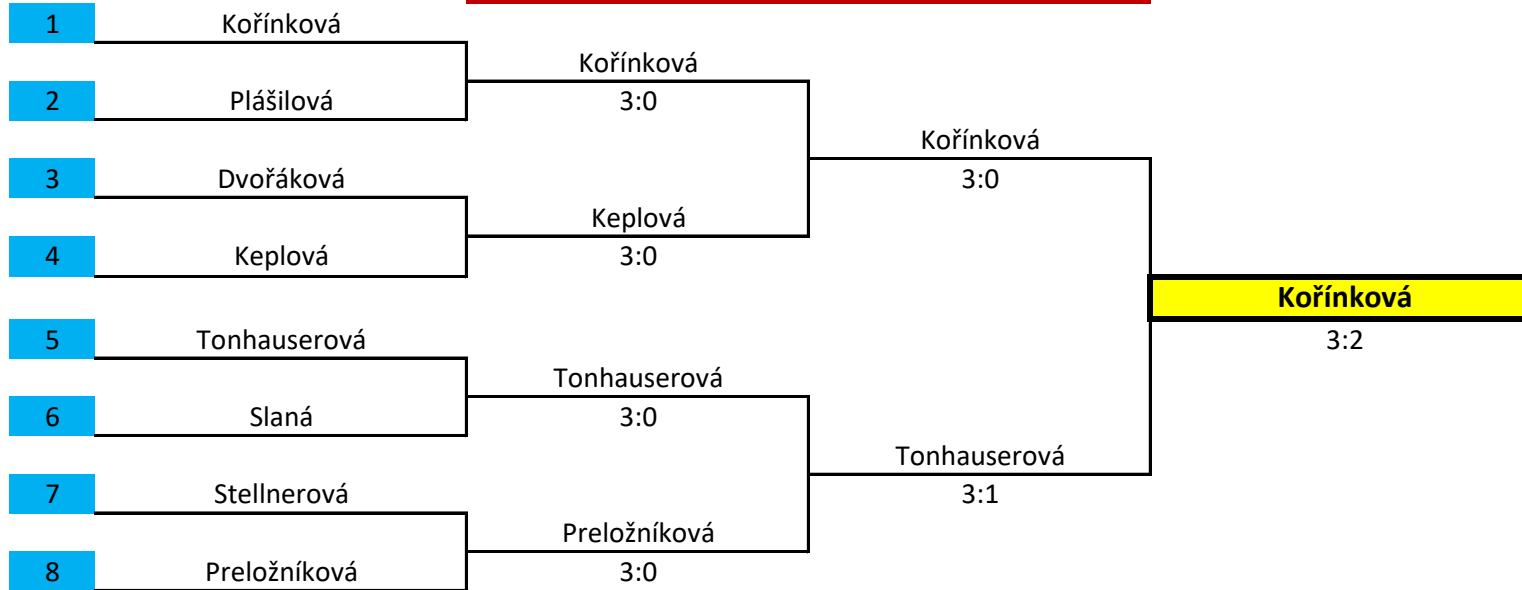 1 Kořínková
Kořínková
2 Plášilová 3:0
Kořínková
3 Dvořáková 3:0
Keplová
4 Keplová 3:0
Kořínková
5 Tonhauserová 3:2
Tonhauserová
6 Slaná 3:0
Tonhauserová
7 Stellnerová 3:1
Preložníková
8 Preložníková 3:0